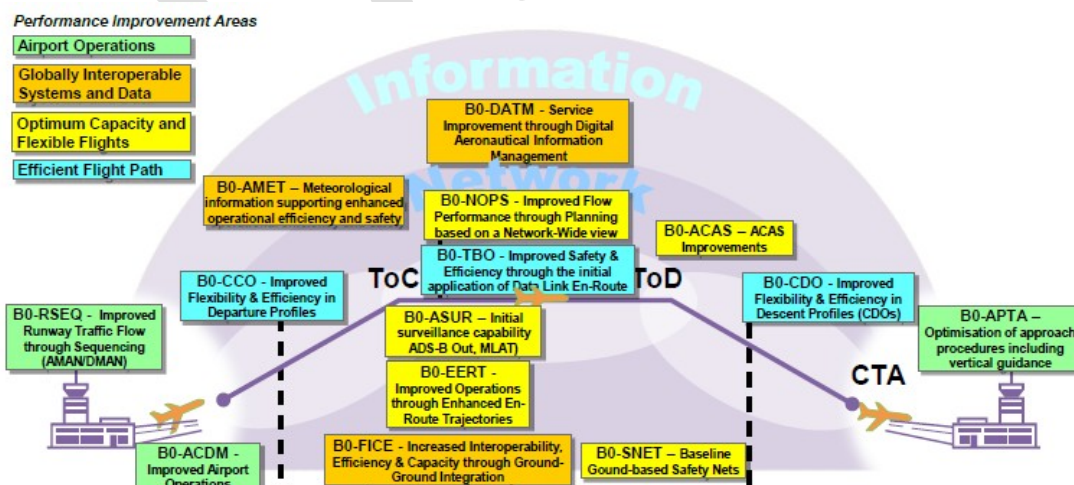 Performance Improvement Areas
Airport Operations
Globally Interoperable
Systems and Data
Optimum Capacity and
Flexible Flights
Efficient Flight Path
Information
Network
B0-DATM - Service
Improvement through Digital
Aeronautical Information
Management
B0-AMET – Meteorological
information supporting enhanced
operational efficiency and safety
B0-NOPS - Improved Flow
Performance through Planning
based on a Network-Wide view
B0-ACAS – ACAS
Improvements
B0-TBO - Improved Safety &
Efficiency through the initial
application of Data Link En-Route
ToC
ToD
B0-CCO - Improved
Flexibility & Efficiency in
Departure Profiles
B0-CDO - Improved
Flexibility & Efficiency in
Descent Profiles (CDOs)
B0-RSEQ - Improved
Runway Traffic Flow
through Sequencing
(AMAN/DMAN)
B0-ASUR – Initial
surveillance capability
ADS-B Out, MLAT)
B0-APTA –
Optimisation of approach
procedures including
vertical guidance
B0-EERT -
Improved Operations
through Enhanced En-
Route Trajectories
CTA
B0-ACDM -
Improved Airport
Operations
B0-FICE - Increased Interoperability,
Efficiency & Capacity through Ground-
Ground Integration
B0-SNET – Baseline
Gound-based Safety Nets